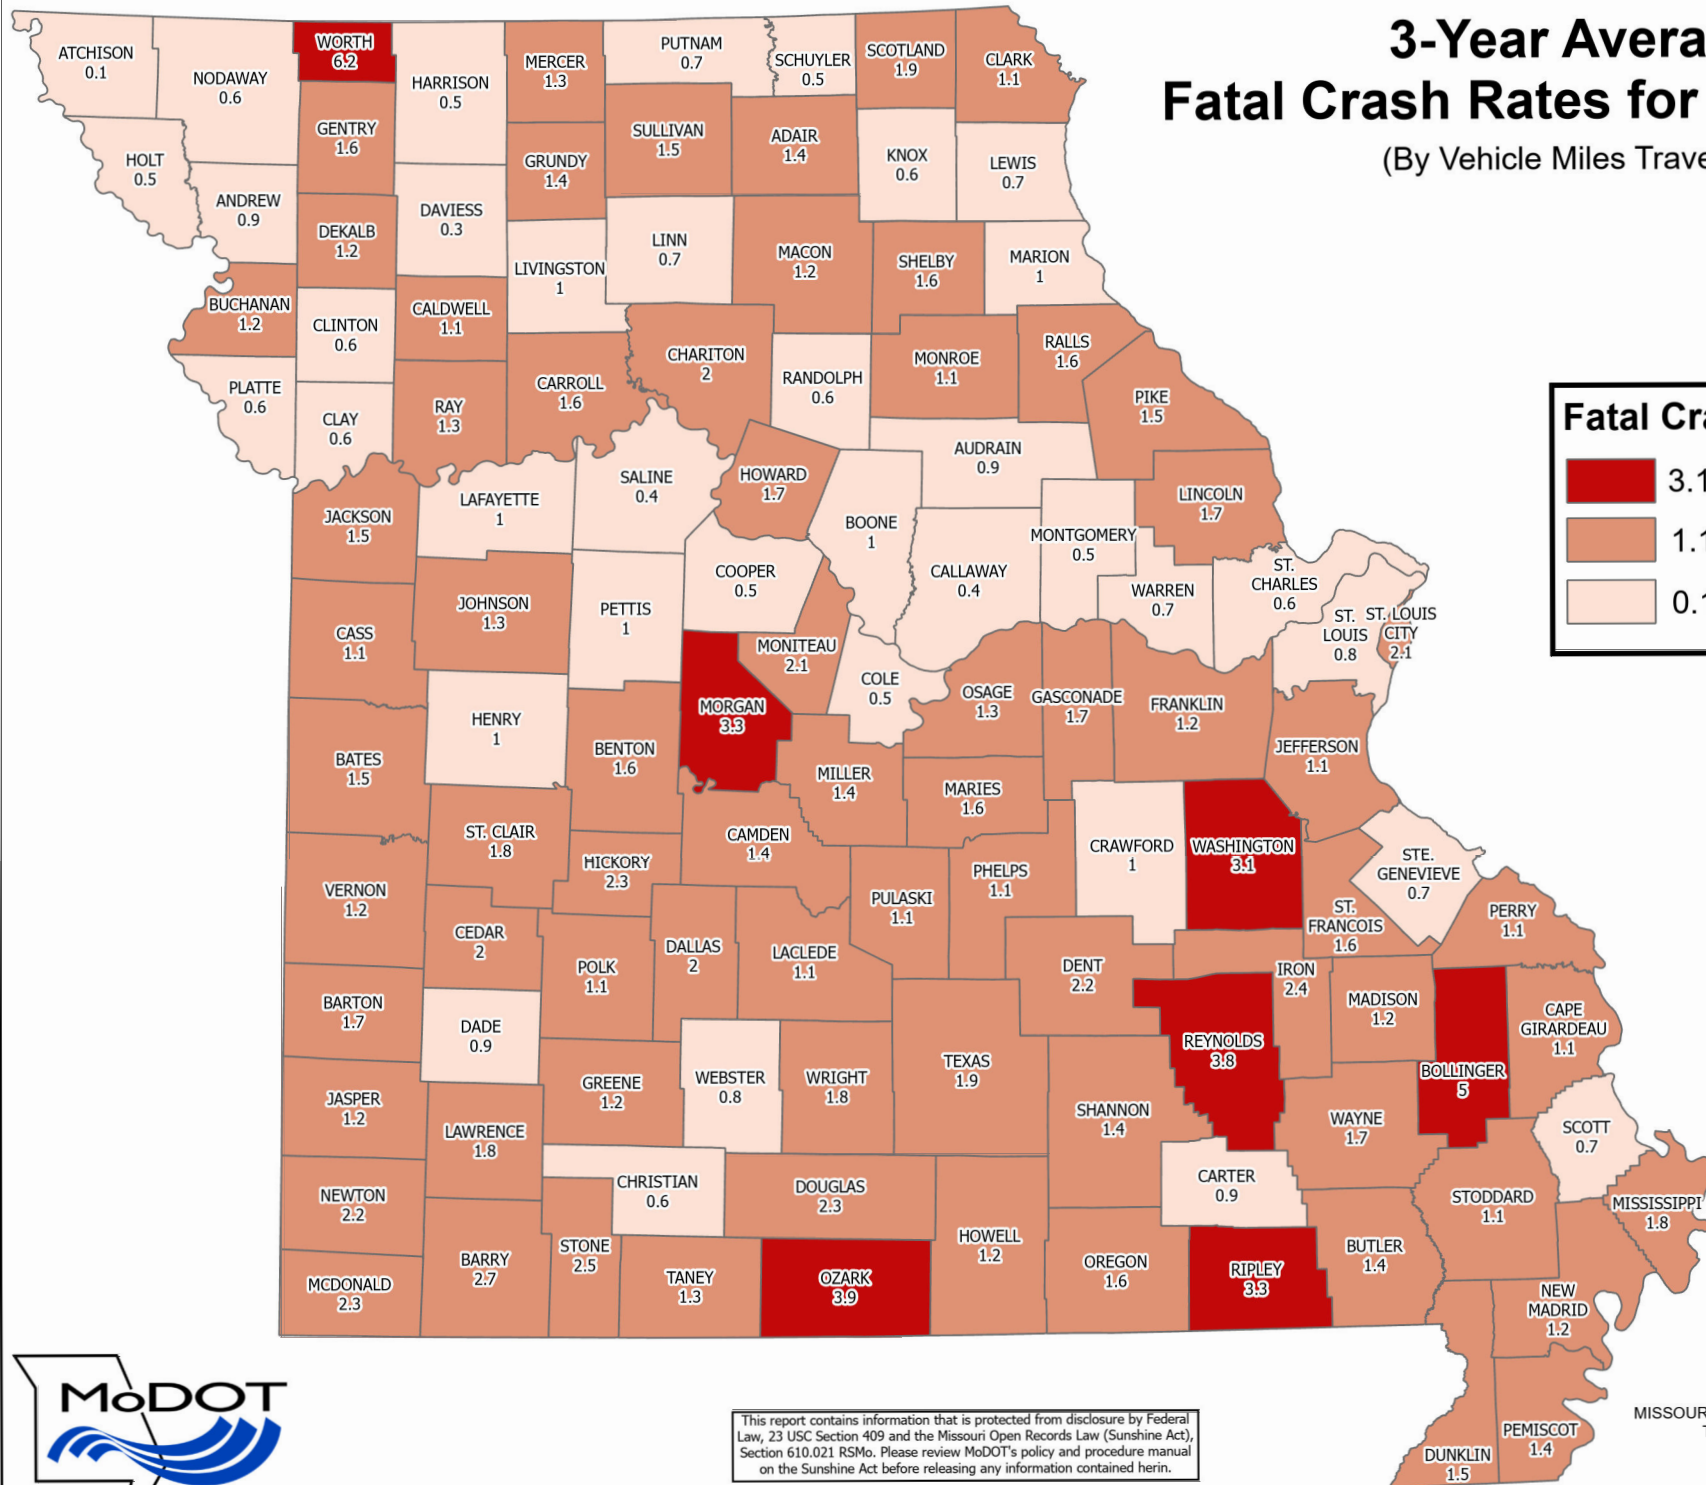 3-Year Avera
Fatal Crash Rates for
(By Vehicle Miles Trave
ATCHISON
0.1
NODAWAY
0.6
WORTH
6.2
HARRISON
0.5
MERCER
1.3
PUTNAM
0.7
SCHUYLER
0.5
SCOTLAND
1.9
CLARK
1.1
HOLT
0.5
ANDREW
0.9
GENTRY
1.6
DEKALB
1.2
DAVIESS
0.3
GRUNDY
1.4
SULLIVAN
1.5
ADAIR
1.4
KNOX
0.6
LEWIS
0.7
LIVINGSTON
1
LINN
0.7
MACON
1.2
SHELBY
1.6
MARION
1
BUCHANAN
1.2
CLINTON
0.6
CALDWELL
1.1
CHARITON
2
RANDOLPH
0.6
MONROE
1.1
RALLS
1.6
PLATTE
0.6
CLAY
0.6
RAY
1.3
CARROLL
1.6
PIKE
1.5
Fatal Cra
3.1
1.1
0.1
AUDRAIN
0.9
SALINE
0.4
HOWARD
1.7
LAFAYETTE
1
JACKSON
1.5
BOONE
1
MONTGOMERY
0.5
LINCOLN
1.7
COOPER
0.5
CALLAWAY
0.4
WARREN
0.7
ST.
CHARLES
0.6
ST.
LOUIS
0.8
ST. LOUIS
CITY
2.1
CASS
1.1
JOHNSON
1.3
PETTIS
1
MONITEAU
2.1
MORGAN
3.3
COLE
0.5
OSAGE
1.3
GASCONADE
1.7
FRANKLIN
1.2
JEFFERSON
1.1
BATES
1.5
HENRY
1
BENTON
1.6
MILLER
1.4
MARIES
1.6
ST. CLAIR
1.8
HICKORY
2.3
CAMDEN
1.4
PULASKI
1.1
PHELPS
1.1
CRAWFORD
1
WASHINGTON
3.1
STE.
GENEVIEVE
0.7
VERNON
1.2
CEDAR
2
POLK
1.1
DALLAS
2
LACLEDE
1.1
DENT
2.2
IRON
2.4
ST.
FRANCOIS
1.6
PERRY
1.1
BARTON
1.7
DADE
0.9
TEXAS
1.9
REYNOLDS
3.8
MADISON
1.2
BOLLINGER
5
CAPE
GIRARDEAU
1.1
JASPER
1.2
LAWRENCE
1.8
GREENE
1.2
WEBSTER
0.8
WRIGHT
1.8
SHANNON
1.4
WAYNE
1.7
SCOTT
0.7
NEWTON
2.2
CHRISTIAN
0.6
DOUGLAS
2.3
HOWELL
1.2
CARTER
0.9
STODDARD
1.1
MISSISSIPPI
1.8
MCDONALD
2.3
BARRY
2.7
STONE
2.5
TANEY
1.3
OZARK
3.9
OREGON
1.6
RIPLEY
3.3
BUTLER
1.4
NEW
MADRID
1.2
DUNKLIN
1.5
PEMISCOT
1.4
MoDOT
This report contains information that is protected from disclosure by Federal
Law, 23 USC Section 409 and the Missouri Open Records Law (Sunshine Act),
Section 610.021 RSMo. Please review MoDOT's policy and procedure manual
on the Sunshine Act before releasing any information contained herin.
MISSOUR